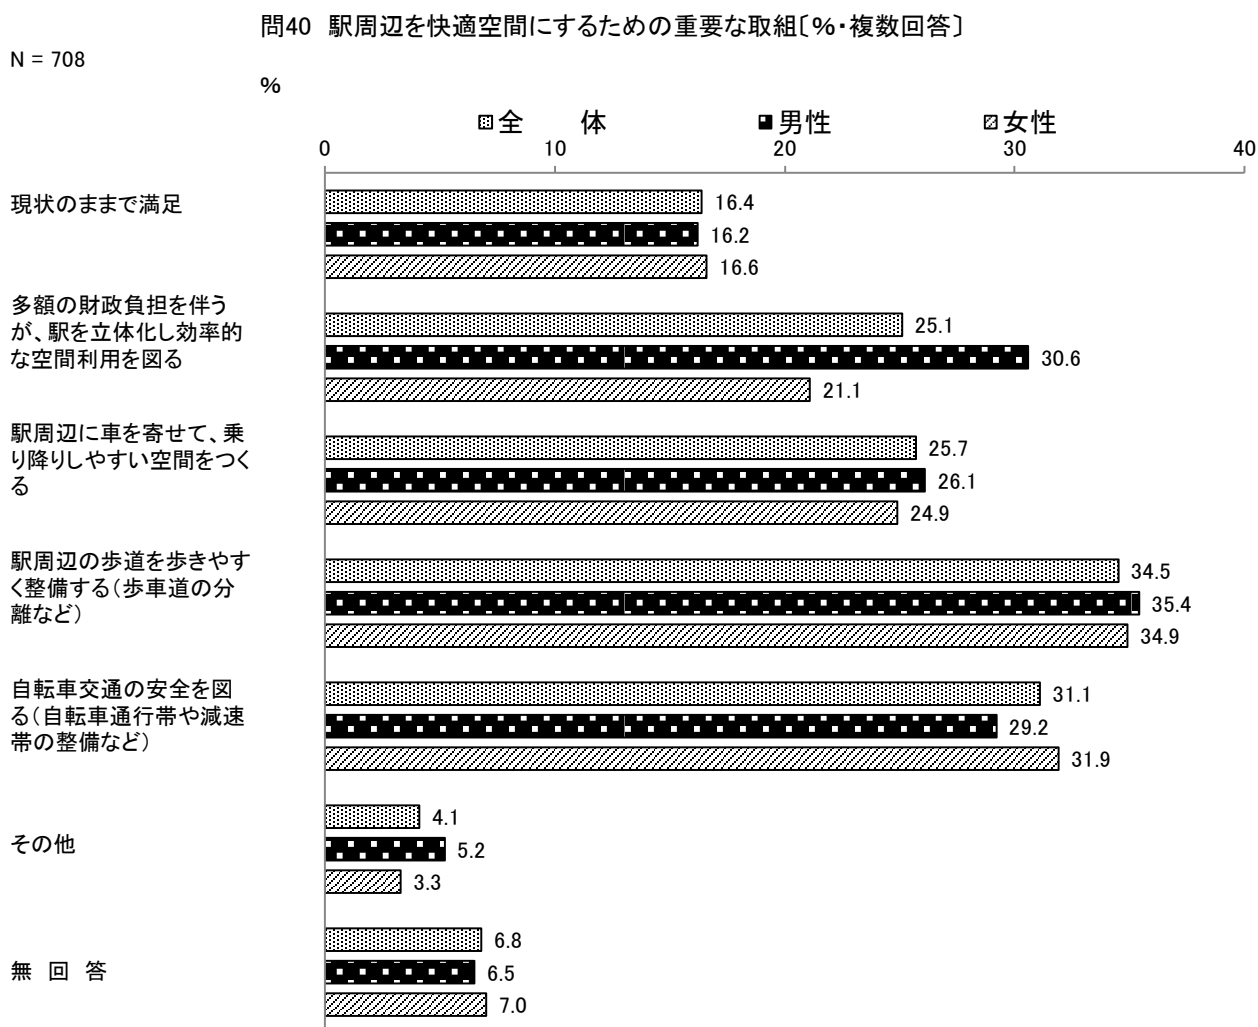 問40 駅周辺を快適空間にするための重要な取組〔%・複数回答〕
N = 708
%
全 体 男性 女性
0 10 20 30 40
現状のままで満足
16.4
16.2
16.6
多額の財政負担を伴う
が、駅を立体化し効率的
な空間利用を図る
25.1
30.6
21.1
駅周辺に車を寄せて、乗
り降りしやすい空間をつく
る
25.7
26.1
24.9
駅周辺の歩道を歩きやす
く整備する(歩車道の分
離など)
34.5
35.4
34.9
自転車交通の安全を図
る(自転車通行帯や減速
帯の整備など)
31.1
29.2
31.9
その他
4.1
5.2
3.3
無 回 答
6.8
6.5
7.0